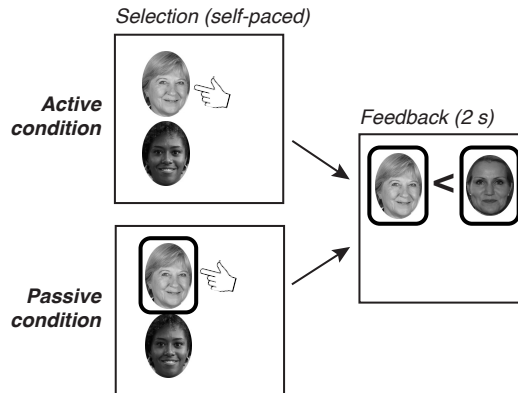 Selection (self-paced)
Active
condition
Feedback (2 s)
<
Passive
condition